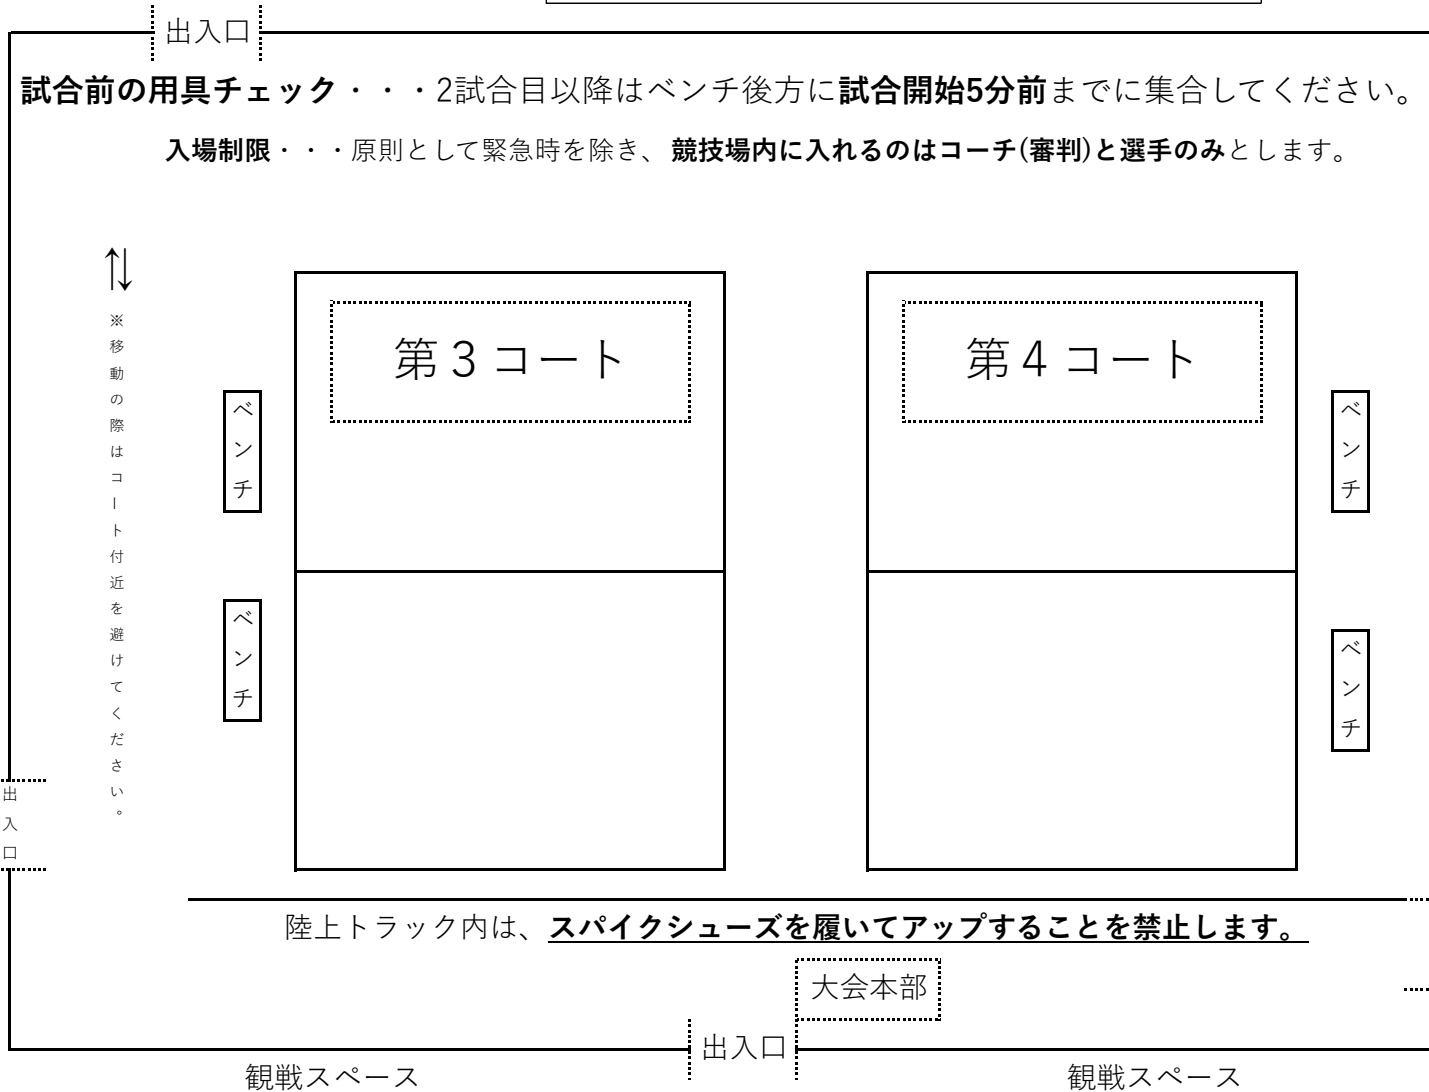 出入口
試合前の用具チェック・・・2試合目以降はベンチ後方に試合開始5分前までに集合してください。
入場制限・・・原則として緊急時を除き、競技場内に入れるのはコーチ(審判)と選手のみとします。
※移動の際はコート付近を避けてください。
第３コート
第４コート
ベンチ
ベンチ
ベンチ
ベンチ
出入口
陸上トラック内は、スパイクシューズを履いてアップすることを禁止します。
大会本部
出入口
観戦スペース
観戦スペース